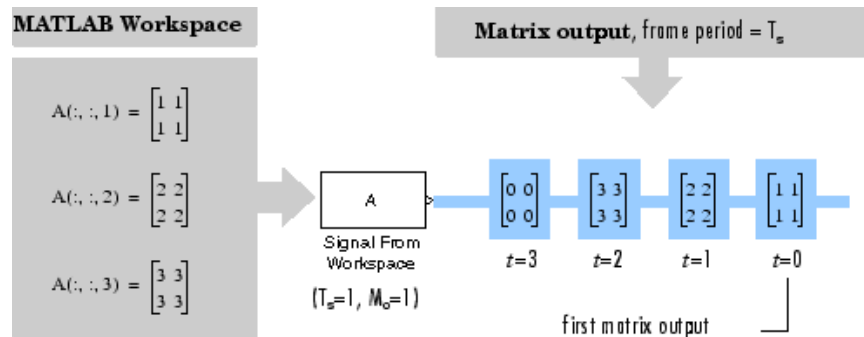 MATLAB Workspace
A(:, :, 1) = [1 1
1 1]
A(:, :, 2) = [2 2
2 2]
A(:, :, 3) = [3 3
3 3]
Matrix output, frame period = Tₛ
A
Signal From
Workspace
(Tₛ=1, Mₒ=1)
[0 0
0 0]
[3 3
3 3]
[2 2
2 2]
[1 1
1 1]
t=3
t=2
t=1
t=0
first matrix output